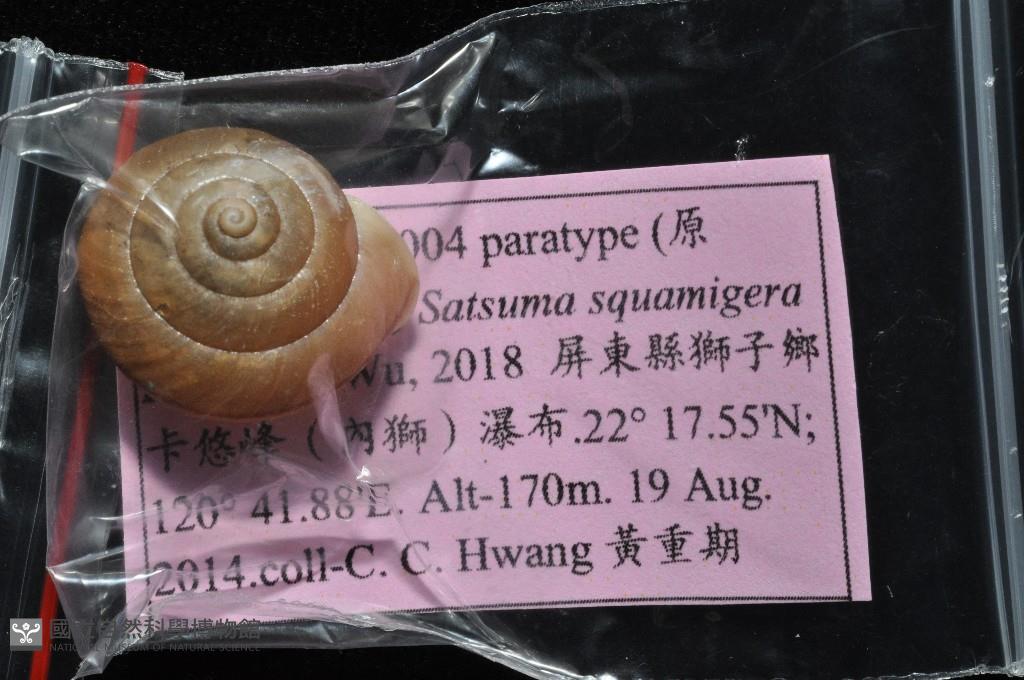 004 paratype (原
Satsuma squamigera
Wu, 2018 屏東縣獅子鄉
卡悠峰(內獅)瀑布.22° 17.55'N;
120° 41.88'E. Alt-170m. 19 Aug.
2014.coll-C. C. Hwang 黃重期
國立自然科學博物館
NATIONAL MUSEUM OF NATURAL SCIENCE